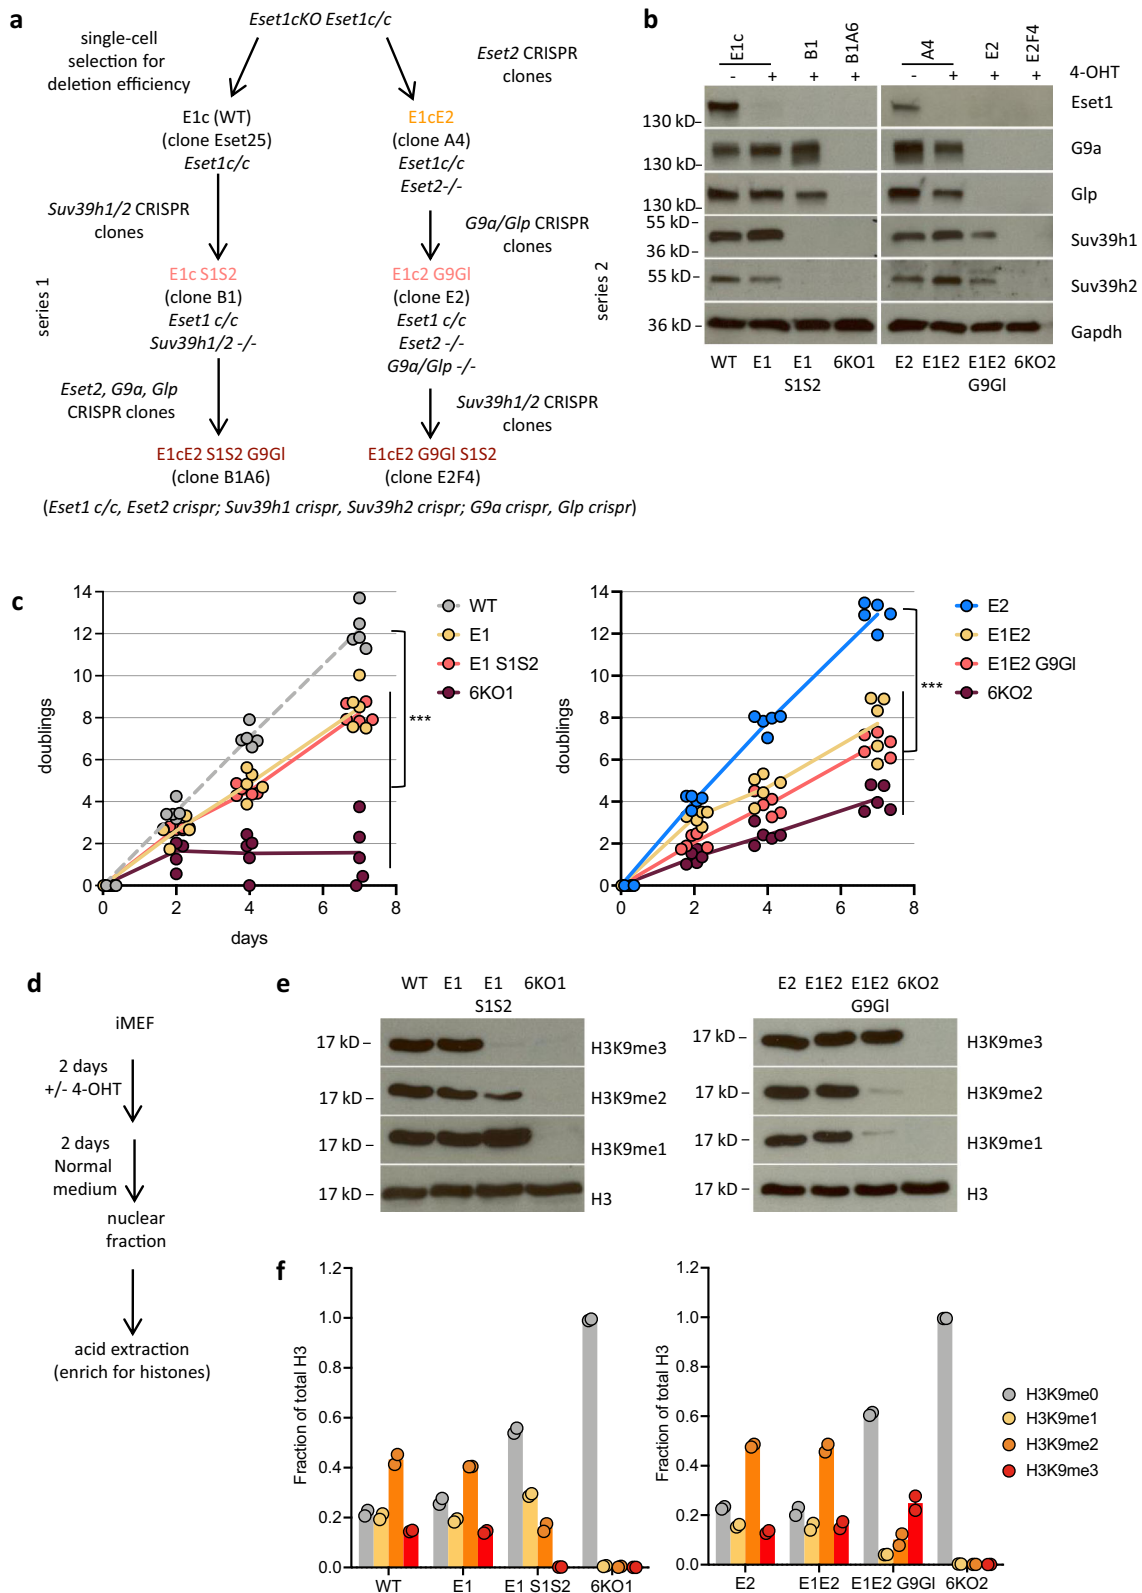 a
Eset1cKO Eset1c/c
single-cell
selection for
deletion efficiency
Eset2 CRISPR
clones
E1c (WT)
(clone Eset25)
Eset1c/c
E1cE2
(clone A4)
Eset1c/c
Eset2-/-
Suv39h1/2 CRISPR
clones
G9a/Glp CRISPR
clones
series 1
E1c S1S2
(clone B1)
Eset1 c/c
Suv39h1/2 -/-
E1c2 G9Gl
(clone E2)
Eset1 c/c
Eset2 -/-
G9a/Glp -/-
series 2
Eset2, G9a, Glp
CRISPR clones
Suv39h1/2 CRISPR
clones
E1cE2 S1S2 G9Gl
(clone B1A6)
E1cE2 G9Gl S1S2
(clone E2F4)
(Eset1 c/c, Eset2 crispr; Suv39h1 crispr, Suv39h2 crispr; G9a crispr, Glp crispr)
b
E1c B1 B1A6 A4 E2 E2F4
- + + + - + + + 4-OHT
130 kD – Eset1
130 kD – G9a
130 kD – Glp
55 kD –
36 kD – Suv39h1
55 kD – Suv39h2
36 kD – Gapdh
WT E1 E1 6KO1 E2 E1E2 E1E2 6KO2
S1S2 G9Gl
c
doublings
14
12
10
8
6
4
2
0
0 2 4 6 8
days
WT
E1
E1 S1S2
6KO1
***
doublings
14
12
10
8
6
4
2
0
0 2 4 6 8
E2
E1E2
E1E2 G9Gl
6KO2
***
d
iMEF
2 days
+/- 4-OHT
2 days
Normal
medium
nuclear
fraction
acid extraction
(enrich for histones)
e
WT E1 E1 6KO1
S1S2
17 kD – H3K9me3
17 kD – H3K9me2
17 kD – H3K9me1
17 kD – H3
E2 E1E2 E1E2 6KO2
G9Gl
17 kD – H3K9me3
17 kD – H3K9me2
17 kD – H3K9me1
17 kD – H3
f
Fraction of total H3
1.2
1.0
0.8
0.6
0.4
0.2
0.0
WT E1 E1 S1S2 6KO1
Fraction of total H3
1.2
1.0
0.8
0.6
0.4
0.2
0.0
E2 E1E2 E1E2 G9Gl 6KO2
H3K9me0
H3K9me1
H3K9me2
H3K9me3